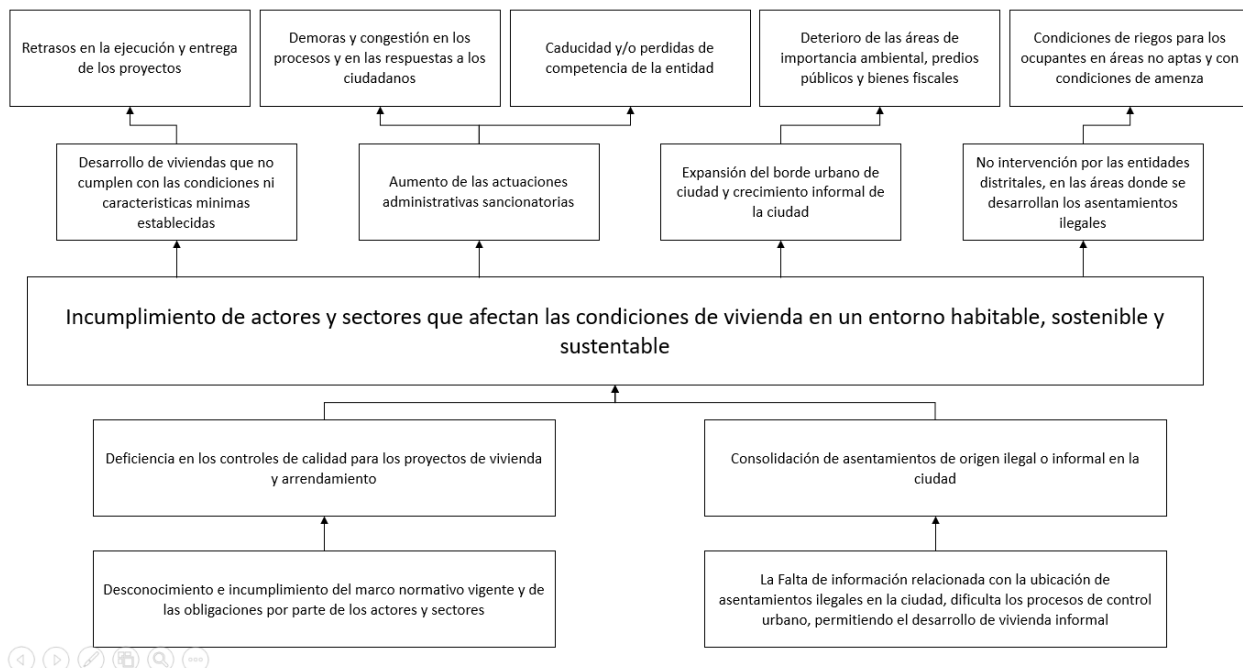 Retrasos en la ejecución y entrega
de los proyectos
Demoras y congestión en los
procesos y en las respuestas a los
ciudadanos
Caducidad y/o perdidas de
competencia de la entidad
Deterioro de las áreas de
importancia ambiental, predios
públicos y bienes fiscales
Condiciones de riegos para los
ocupantes en áreas no aptas y con
condiciones de amenza
Desarrollo de viviendas que no
cumplen con las condiciones ni
caracteristicas minimas
establecidas
Aumento de las actuaciones
administrativas sancionatorias
Expansión del borde urbano de
ciudad y crecimiento informal de
la ciudad
No intervención por las entidades
distritales, en las áreas donde se
desarrollan los asentamientos
ilegales
Incumplimiento de actores y sectores que afectan las condiciones de vivienda en un entorno habitable, sostenible y
sustentable
Deficiencia en los controles de calidad para los proyectos de vivienda
y arrendamiento
Consolidación de asentamientos de origen ilegal o informal en la
ciudad
Desconocimiento e incumplimiento del marco normativo vigente y de
las obligaciones por parte de los actores y sectores
La Falta de información relacionada con la ubicación de
asentamientos ilegales en la ciudad, dificulta los procesos de control
urbano, permitiendo el desarrollo de vivienda informal